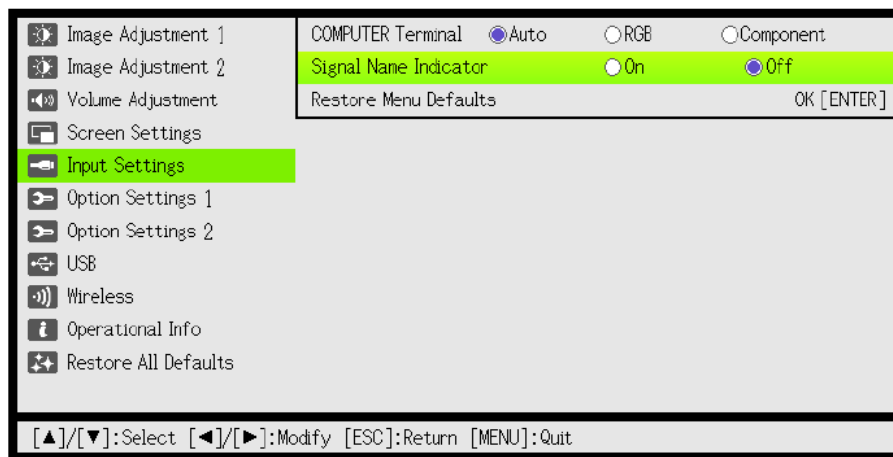 Image Adjustment 1
Image Adjustment 2
Volume Adjustment
Screen Settings
Input Settings
Option Settings 1
Option Settings 2
USB
Wireless
Operational Info
Restore All Defaults
COMPUTER Terminal Auto RGB Component
Signal Name Indicator On Off
Restore Menu Defaults OK [ENTER]
[▲]/[▼]:Select [◀]/[▶]:Modify [ESC]:Return [MENU]:Quit